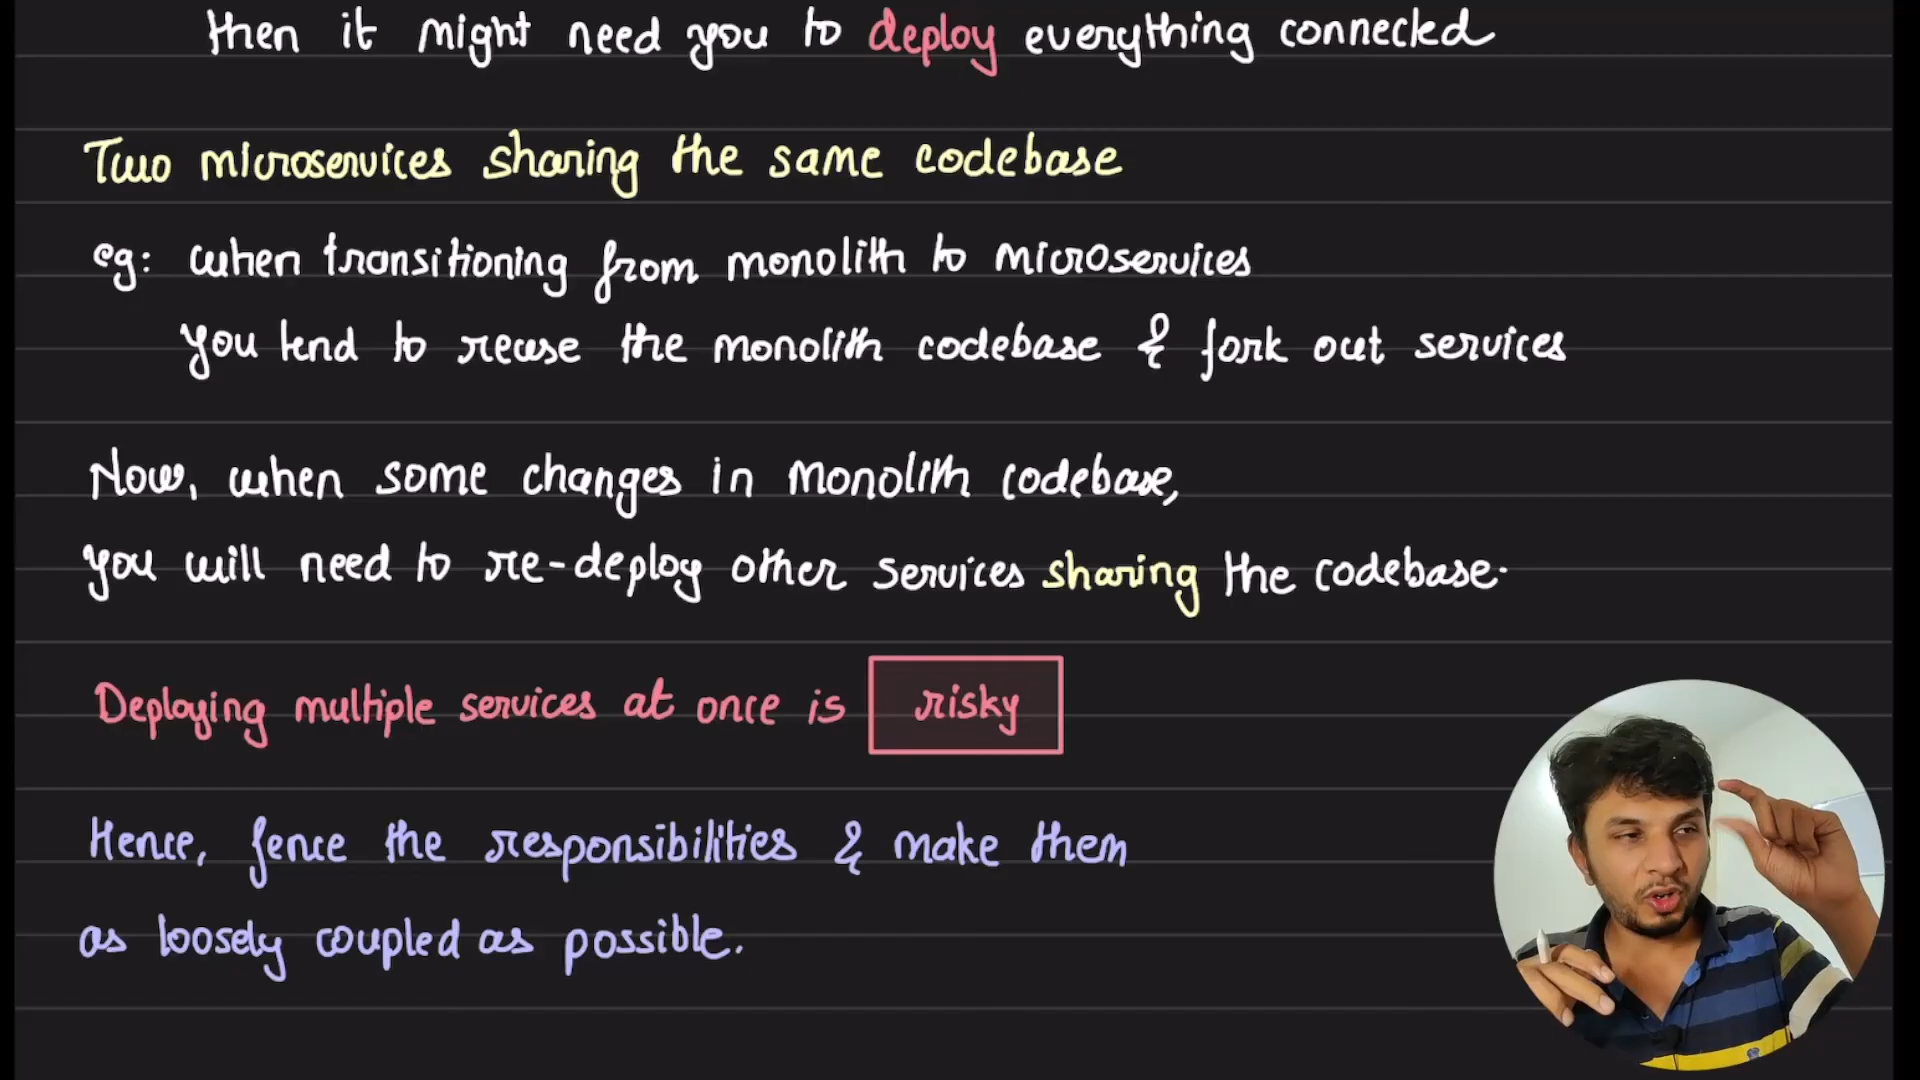 then it might need you to deploy everything connected
Two microservices sharing the same codebase
eg: when transitioning from monolith to microservices
you tend to reuse the monolith codebase & fork out services
Now, when some changes in monolith codebase,
you will need to re-deploy other services sharing the codebase.
Deploying multiple services at once is risky
Hence, fence the responsibilities & make them
as loosely coupled as possible.